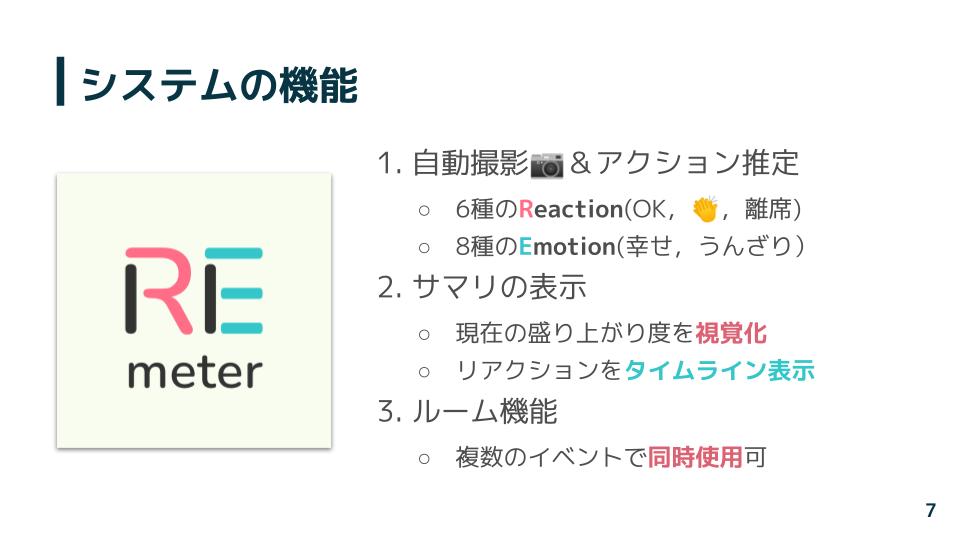 システムの機能
RE
meter
1. 自動撮影📷&アクション推定
○ 6種のReaction(OK，👏，離席)
○ 8種のEmotion(幸せ，うんざり）
2. サマリの表示
○ 現在の盛り上がり度を視覚化
○ リアクションをタイムライン表示
3. ルーム機能
○ 複数のイベントで同時使用可
7